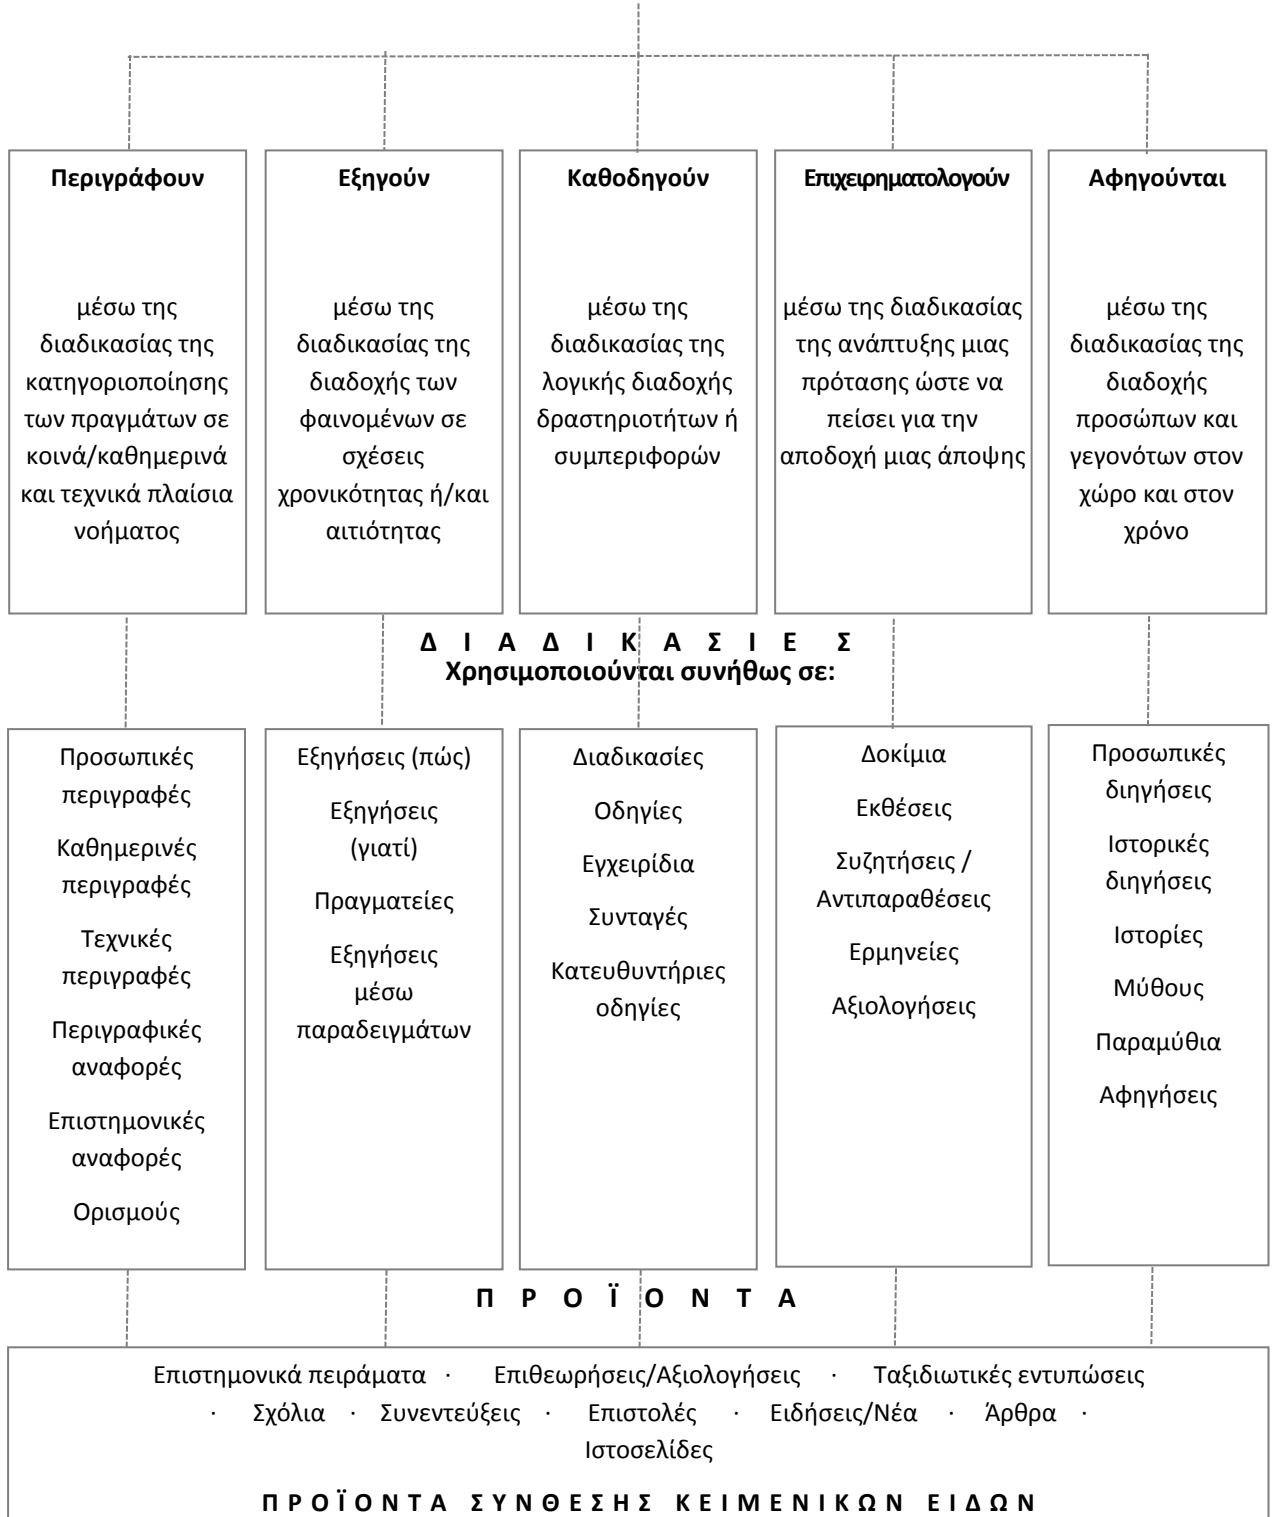 Περιγράφουν
μέσω της
διαδικασίας της
κατηγοριοποίησης
των πραγμάτων σε
κοινά/καθημερινά
και τεχνικά πλαίσια
νοήματος
Εξηγούν
μέσω της
διαδικασίας της
διαδοχής των
φαινομένων σε
σχέσεις
χρονικότητας ή/και
αιτιότητας
Καθοδηγούν
μέσω της
διαδικασίας της
λογικής διαδοχής
δραστηριοτήτων ή
συμπεριφορών
Επιχειρηματολογούν
μέσω της διαδικασίας
της ανάπτυξης μιας
πρότασης ώστε να
πείσει για την
αποδοχή μιας άποψης
Αφηγούνται
μέσω της
διαδικασίας της
διαδοχής
προσώπων και
γεγονότων στον
χώρο και στον
χρόνο
Δ Ι Α Δ Ι Κ Α Σ Ι Ε Σ
Χρησιμοποιούνται συνήθως σε:
Προσωπικές
περιγραφές
Καθημερινές
περιγραφές
Τεχνικές
περιγραφές
Περιγραφικές
αναφορές
Επιστημονικές
αναφορές
Ορισμούς
Εξηγήσεις (πώς)
Εξηγήσεις
(γιατί)
Πραγματείες
Εξηγήσεις
μέσω
παραδειγμάτων
Διαδικασίες
Οδηγίες
Εγχειρίδια
Συνταγές
Κατευθυντήριες
οδηγίες
Δοκίμια
Εκθέσεις
Συζητήσεις /
Αντιπαραθέσεις
Ερμηνείες
Αξιολογήσεις
Προσωπικές
διηγήσεις
Ιστορικές
διηγήσεις
Ιστορίες
Μύθους
Παραμύθια
Αφηγήσεις
Π Ρ Ο Ϊ Ο Ν Τ Α
Επιστημονικά πειράματα · Επιθεωρήσεις/Αξιολογήσεις · Ταξιδιωτικές εντυπώσεις
· Σχόλια · Συνεντεύξεις · Επιστολές · Ειδήσεις/Νέα · Άρθρα ·
Ιστοσελίδες
Π Ρ Ο Ϊ Ο Ν Τ Α Σ Υ Ν Θ Ε Σ Η Σ Κ Ε Ι Μ Ε Ν Ι Κ Ω Ν Ε Ι Δ Ω Ν